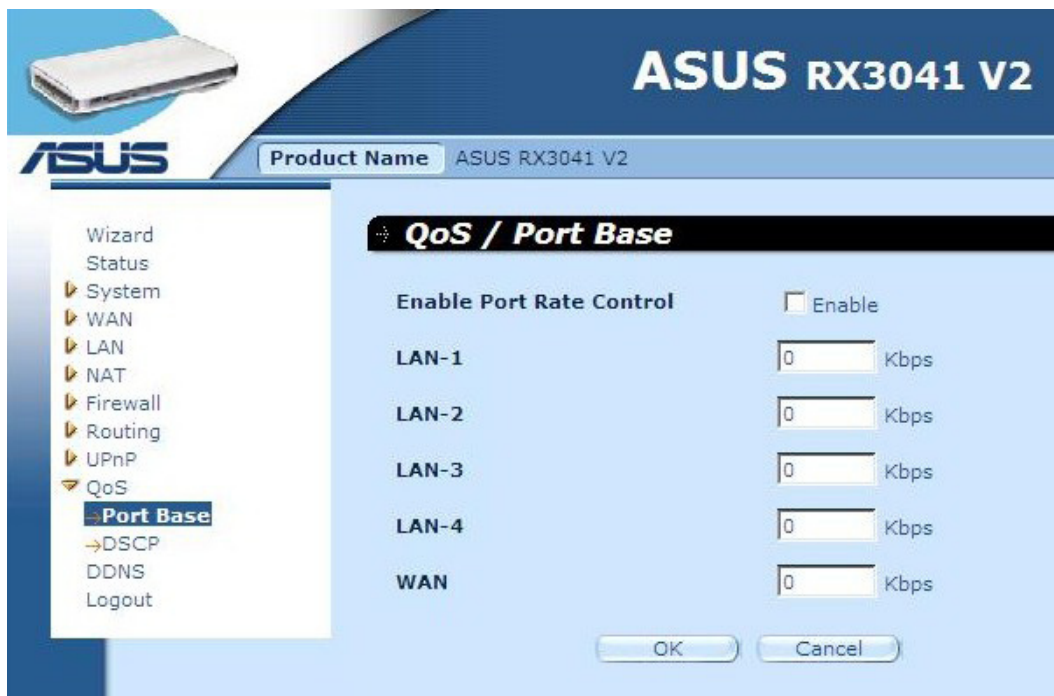 ASUS RX3041 V2
ASUS
Product Name ASUS RX3041 V2
Wizard
Status
System
WAN
LAN
NAT
Firewall
Routing
UPnP
QoS
→Port Base
→DSCP
DDNS
Logout
QoS / Port Base
Enable Port Rate Control Enable
LAN-1 0 Kbps
LAN-2 0 Kbps
LAN-3 0 Kbps
LAN-4 0 Kbps
WAN 0 Kbps
OK Cancel